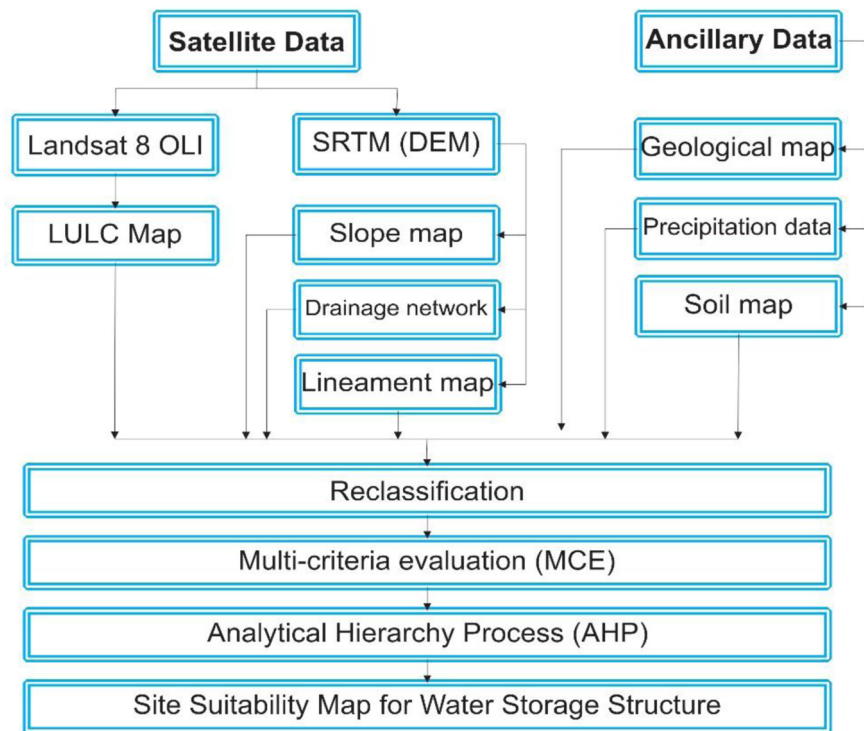 Satellite Data
Ancillary Data
Landsat 8 OLI
SRTM (DEM)
Geological map
LULC Map
Slope map
Precipitation data
Drainage network
Soil map
Lineament map
Reclassification
Multi-criteria evaluation (MCE)
Analytical Hierarchy Process (AHP)
Site Suitability Map for Water Storage Structure